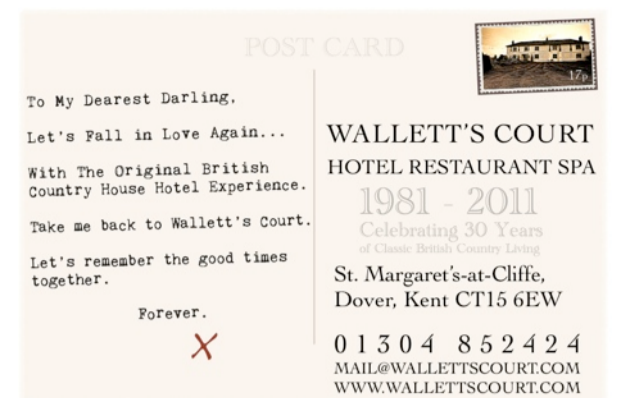 POST CARD
17p
To My Dearest Darling,
Let's Fall in Love Again...
With The Original British
Country House Hotel Experience.
Take me back to Wallett's Court.
Let's remember the good times
together.
Forever.
X
WALLETT'S COURT
HOTEL RESTAURANT SPA
1981 - 2011
Celebrating 30 Years
of Classic British Country Living
St. Margaret's-at-Cliffe,
Dover, Kent CT15 6EW
01304 852424
MAIL@WALLETTSCOURT.COM
WWW.WALLETTSCOURT.COM